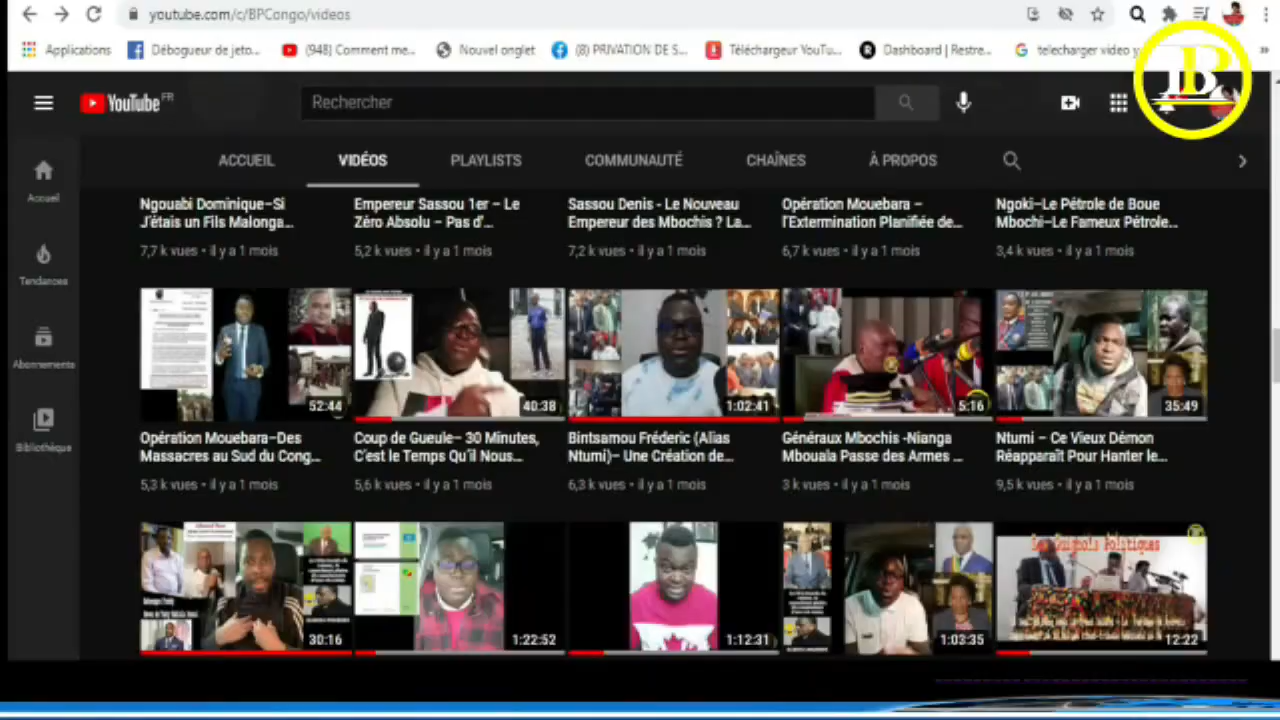 youtube.com/c/BPCongo/videos
Applications
Débogueur de jeto...
(948) Comment me...
Nouvel onglet
(8) PRIVATION DE S...
Téléchargeur YouTu...
Dashboard | Restre...
telecharger video y
YouTube FR
Rechercher
BP
ACCUEIL
VIDÉOS
PLAYLISTS
COMMUNAUTÉ
CHAÎNES
À PROPOS
Accueil
Tendances
Abonnements
Bibliothèque
Ngouabi Dominique–Si
J'étais un Fils Malonga...
7,7 k vues • il y a 1 mois
Empereur Sassou 1er – Le
Zéro Absolu – Pas d'...
5,2 k vues • il y a 1 mois
Sassou Denis - Le Nouveau
Empereur des Mbochis ? La...
7,2 k vues • il y a 1 mois
Opération Mouebara –
l'Extermination Planifiée de...
6,7 k vues • il y a 1 mois
Ngoki–Le Pétrole de Boue
Mbochi–Le Fameux Pétrole...
3,4 k vues • il y a 1 mois
52:44
Opération Mouebara–Des
Massacres au Sud du Cong...
5,3 k vues • il y a 1 mois
40:38
Coup de Gueule– 30 Minutes,
C'est le Temps Qu'il Nous...
5,6 k vues • il y a 1 mois
1:02:41
Bintsamou Fréderic (Alias
Ntumi)– Une Création de...
6,3 k vues • il y a 1 mois
5:16
Généraux Mbochis -Nianga
Mbouala Passe des Armes ...
3 k vues • il y a 1 mois
35:49
Ntumi – Ce Vieux Démon
Réapparaît Pour Hanter le...
9,5 k vues • il y a 1 mois
30:16
1:22:52
1:12:31
1:03:35
Les Guignols Politiques
12:22